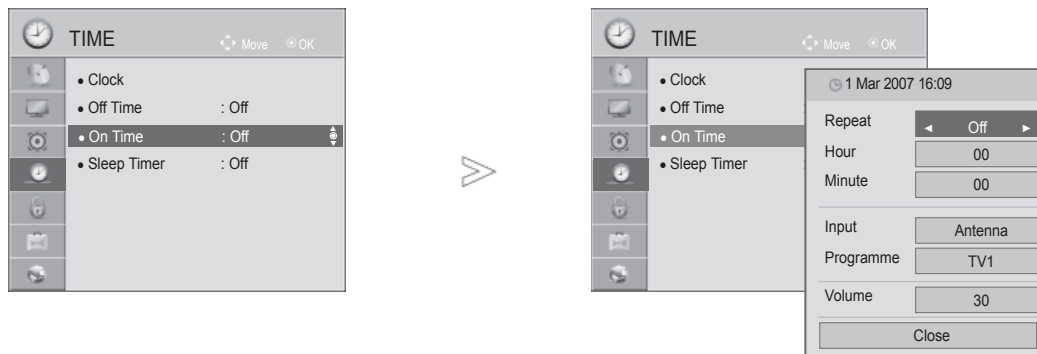 TIME Move OK
• Clock
• Off Time : Off
• On Time : Off
• Sleep Timer : Off
TIME Move OK
• Clock
• Off Time :
• On Time
• Sleep Timer :
1 Mar 2007 16:09
Repeat ◄ Off ►
Hour 00
Minute 00
Input Antenna
Programme TV1
Volume 30
Close